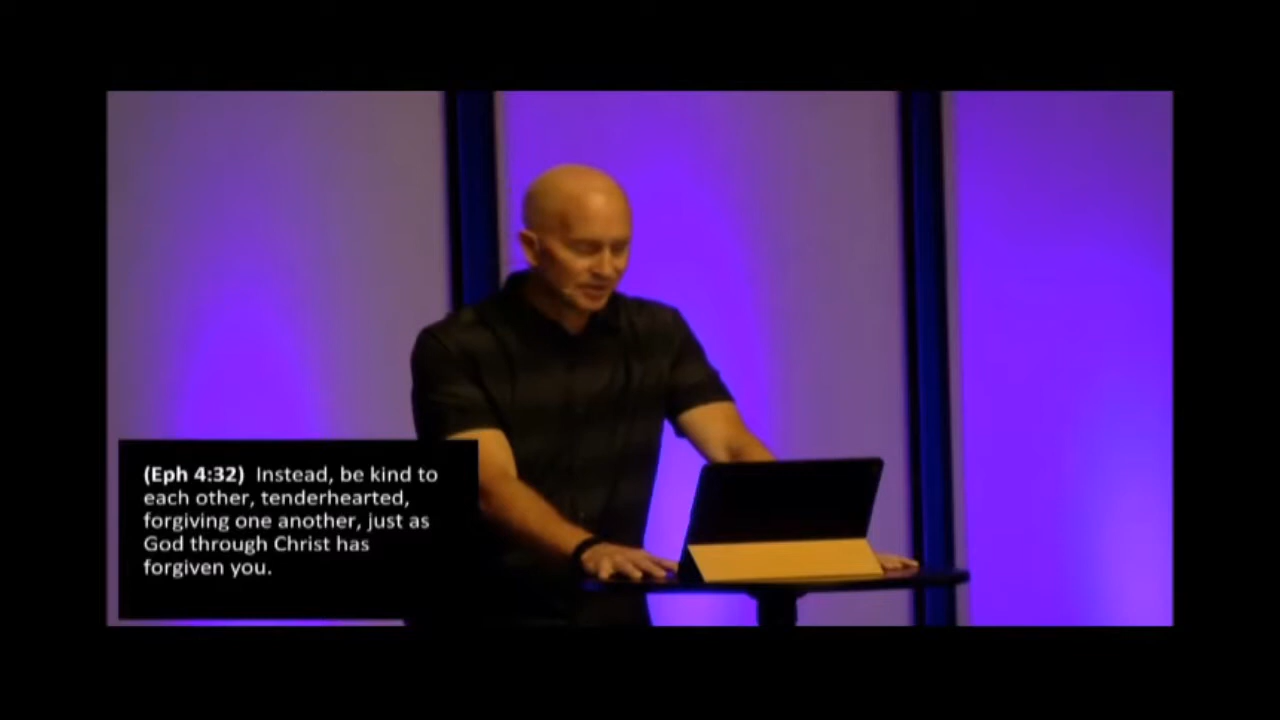 (Eph 4:32)  Instead, be kind to
each other, tenderhearted,
forgiving one another, just as
God through Christ has
forgiven you.